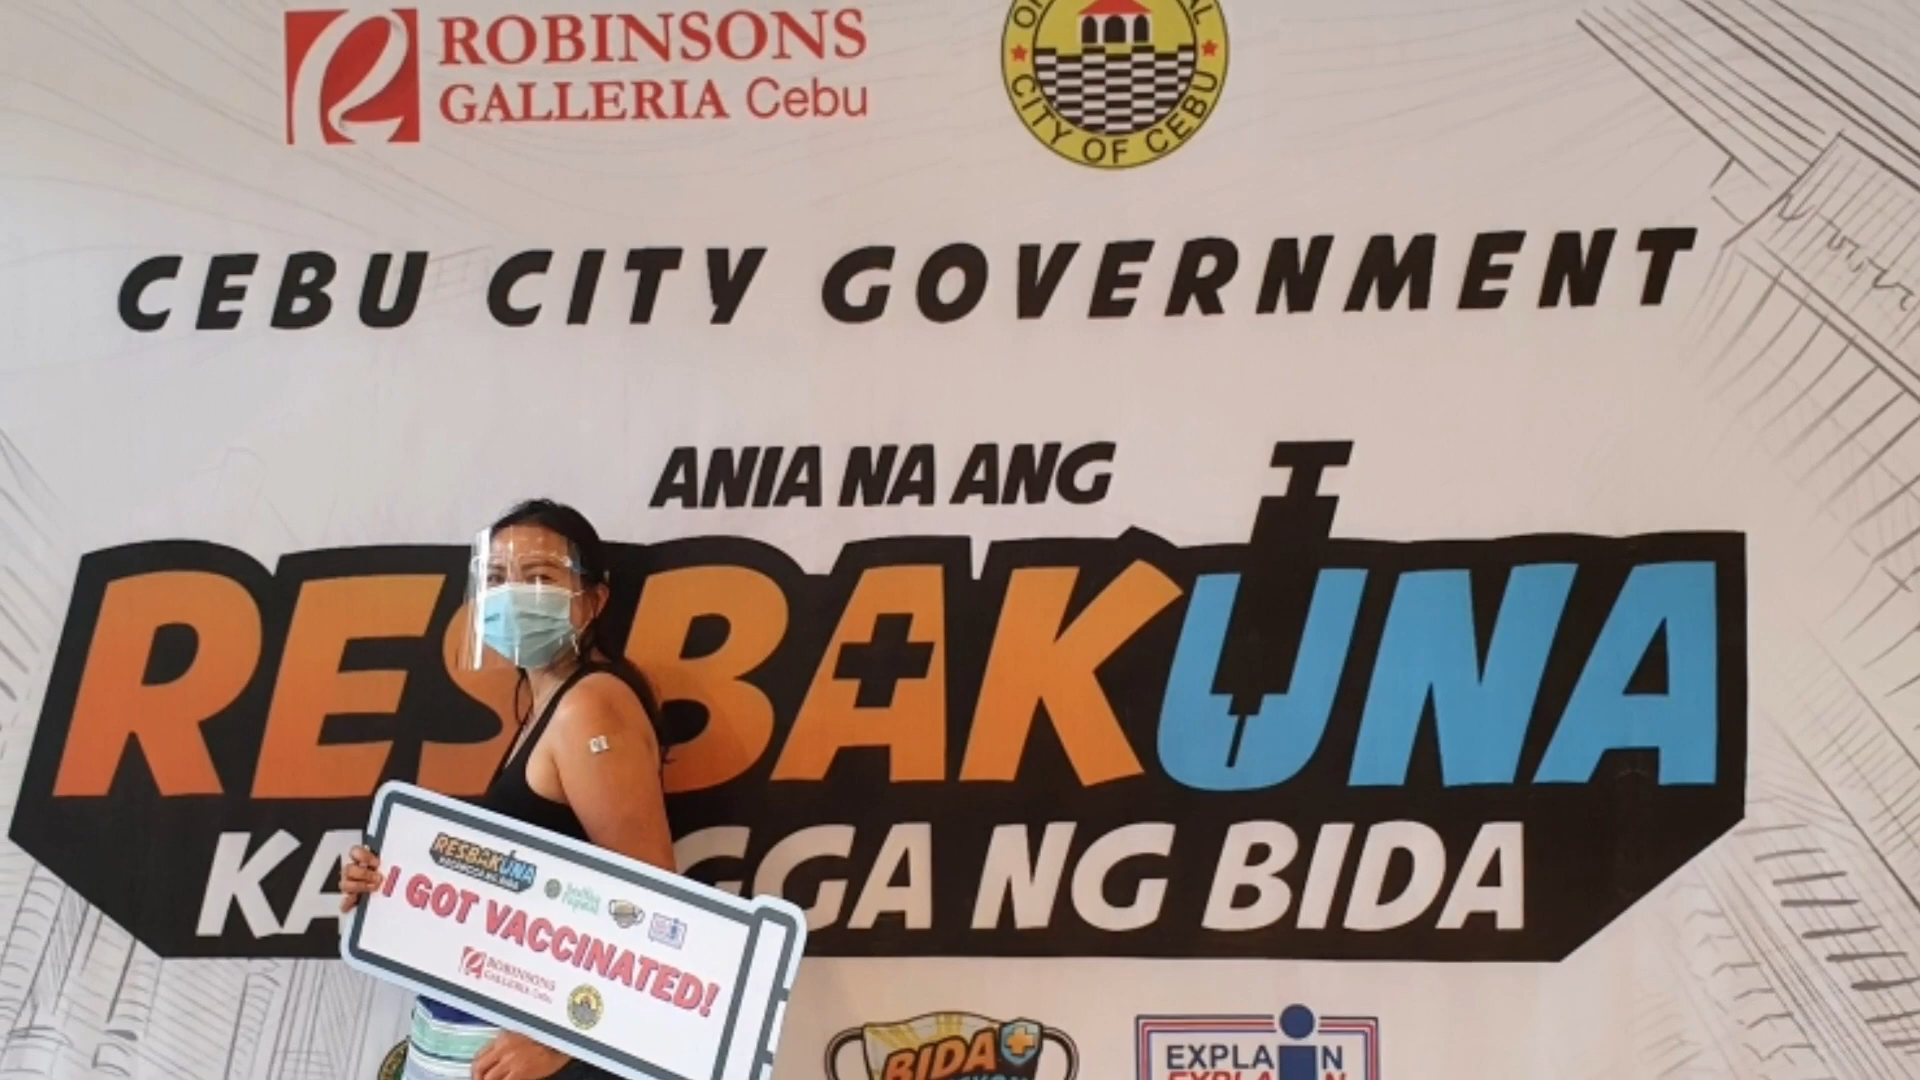 ROBINSONS
GALLERIA Cebu
CITY OF CEBU
CEBU CITY GOVERNMENT
ANIA NA ANG
RESBAKUNA
NG BIDA
RESBAKUNA
I GOT VACCINATED!
ROBINSONS
GALLERIA Cebu
BIDA
EXPLAIN
EXPLAIN